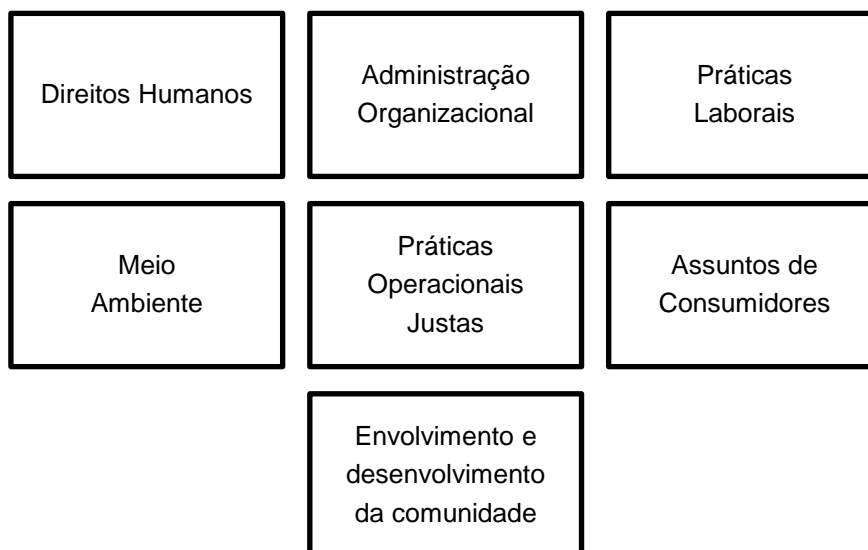 Direitos Humanos
Administração
Organizacional
Práticas
Laborais
Meio
Ambiente
Práticas
Operacionais
Justas
Assuntos de
Consumidores
Envolvimento e
desenvolvimento
da comunidade